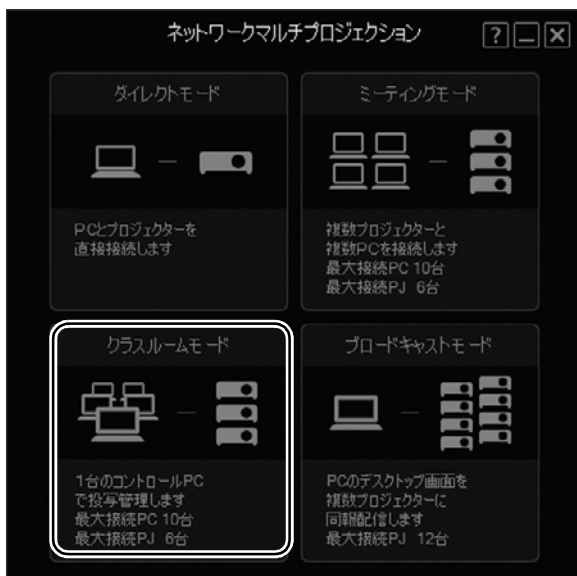 ネットワークマルチプロジェクション
?
ダイレクトモード
PCとプロジェクターを
直接接続します
ミーティングモード
複数プロジェクターと
複数PCを接続します
最大接続PC 10台
最大接続PJ 6台
クラスルームモード
1台のコントロールPC
で投写管理します
最大接続PC 10台
最大接続PJ 6台
ブロードキャストモード
PCのデスクトップ画面を
複数プロジェクターに
同報配信します
最大接続PJ 12台